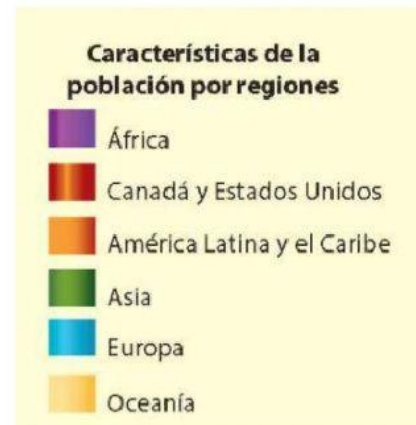 Características de la
población por regiones
África
Canadá y Estados Unidos
América Latina y el Caribe
Asia
Europa
Oceanía